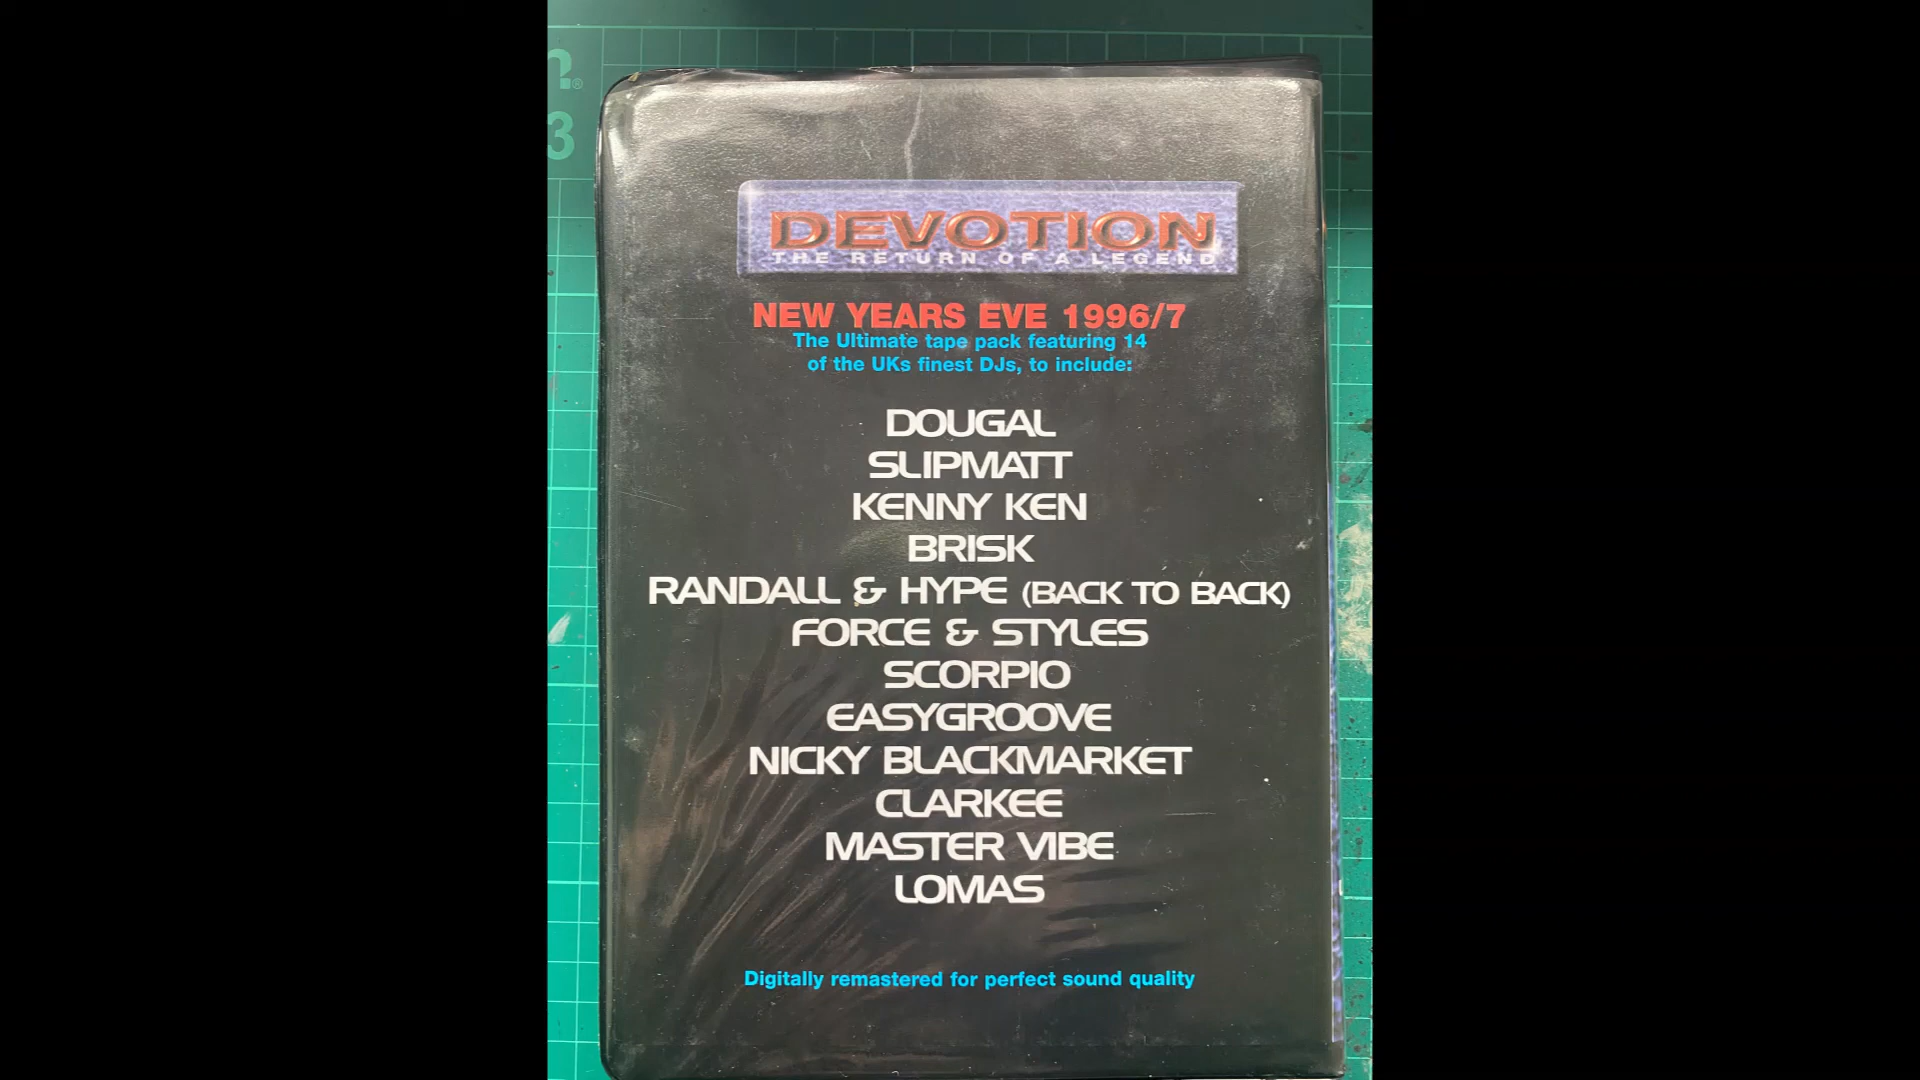 3
DEVOTION
THE RETURN OF A LEGEND
NEW YEARS EVE 1996/7
The Ultimate tape pack featuring 14
of the UKs finest DJs, to include:
DOUGAL
SLIPMATT
KENNY KEN
BRISK
RANDALL & HYPE (BACK TO BACK)
FORCE & STYLES
SCORPIO
EASYGROOVE
NICKY BLACKMARKET
CLARKEE
MASTER VIBE
LOMAS
Digitally remastered for perfect sound quality